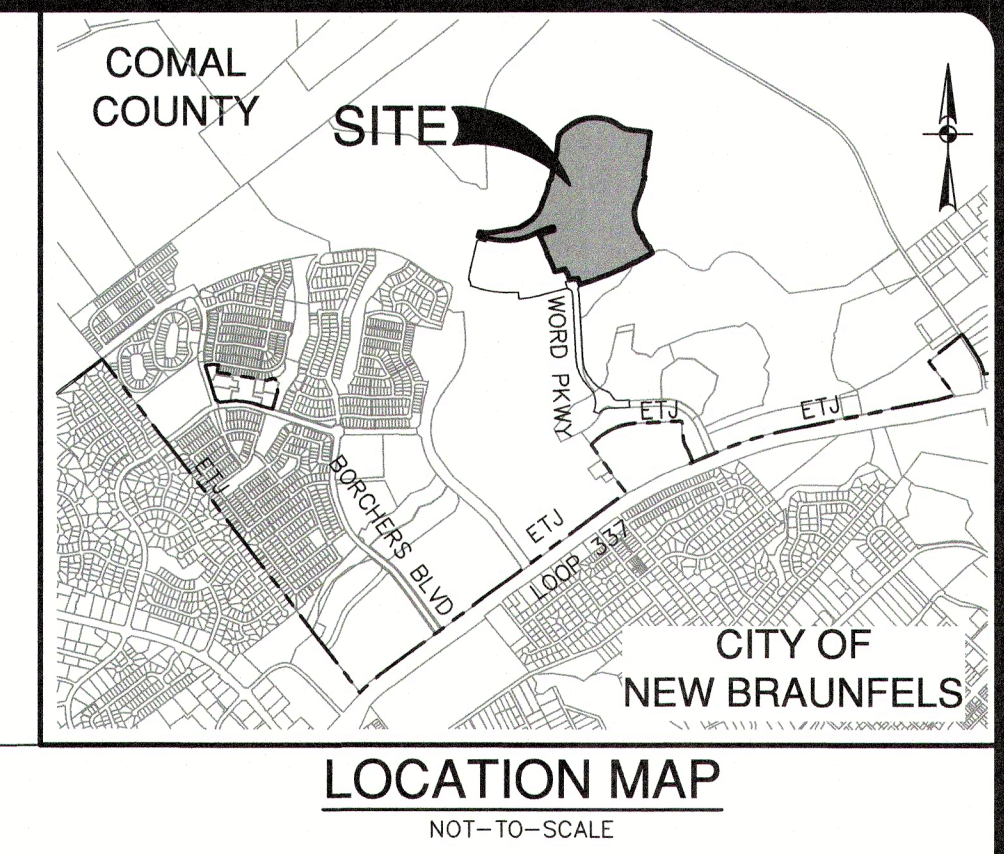 COMAL
COUNTY
SITE
WORD PKWY
ETJ
ETJ
ETJ
BORCHERS BLVD
ETJ
LOOP 337
CITY OF
NEW BRAUNFELS
LOCATION MAP
NOT-TO-SCALE